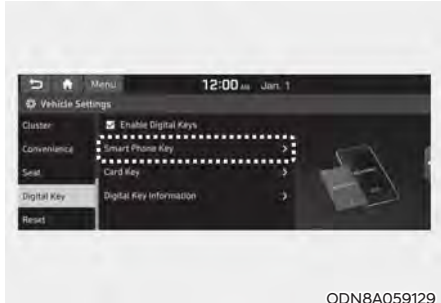 Menu 12:00 AM Jan. 1
Vehicle Settings
Cluster
Enable Digital Keys
Convenience
Smart Phone Key
Seat
Card Key
Digital Key
Digital Key Information
Reset
ODN8A059129